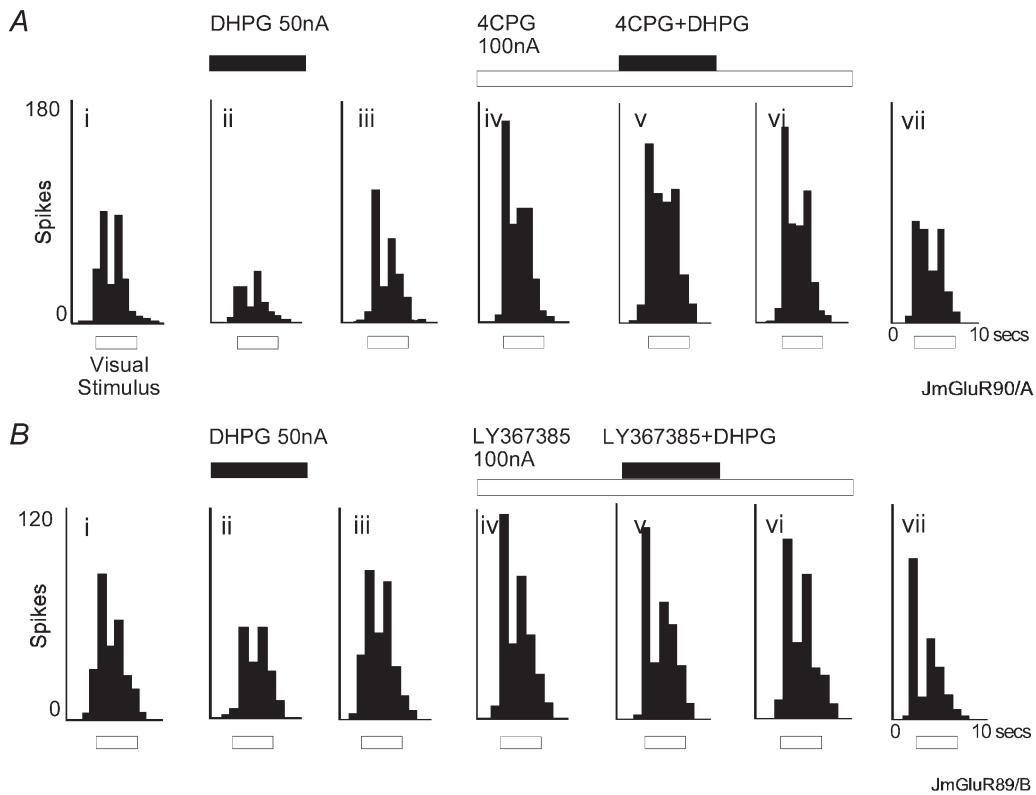 A
DHPG 50nA
4CPG
100nA
4CPG+DHPG
180
Spikes
0
i
ii
iii
iv
v
vi
vii
Visual
Stimulus
0
10 secs
JmGluR90/A
B
DHPG 50nA
LY367385
100nA
LY367385+DHPG
120
Spikes
0
i
ii
iii
iv
v
vi
vii
0
10 secs
JmGluR89/B